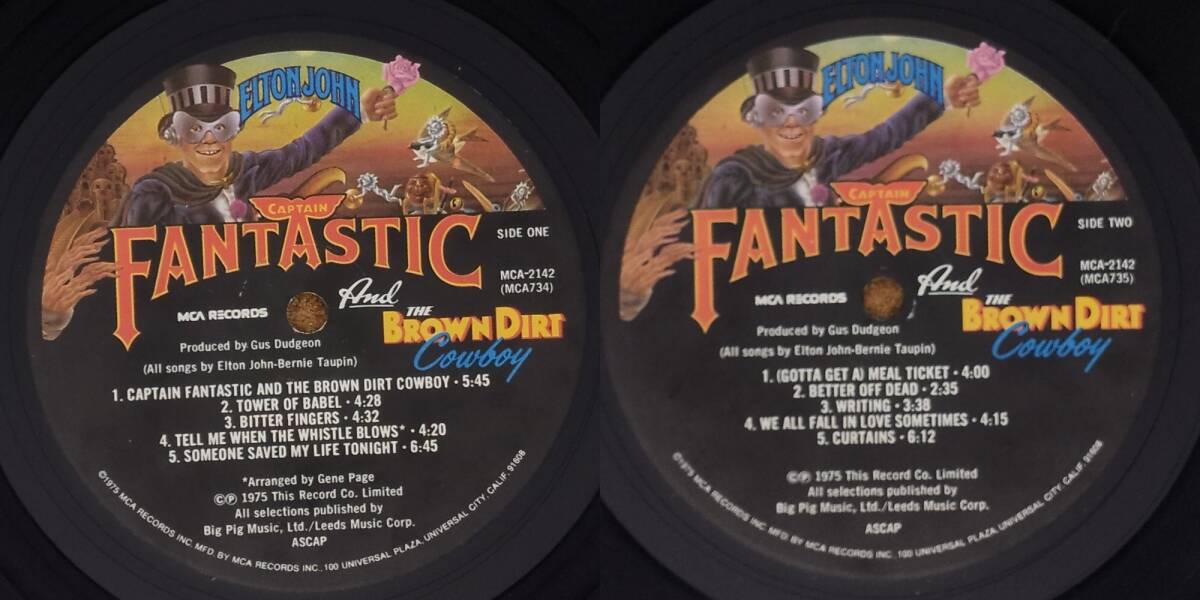 ELTON JOHN
CAPTAIN
FANTASTIC
And
THE
BROWN DIRT
Cowboy
SIDE ONE
MCA-2142
(MCA734)
MCA RECORDS
Produced by Gus Dudgeon
(All songs by Elton John-Bernie Taupin)
1. CAPTAIN FANTASTIC AND THE BROWN DIRT COWBOY • 5:45
2. TOWER OF BABEL • 4:28
3. BITTER FINGERS • 4:32
4. TELL ME WHEN THE WHISTLE BLOWS* • 4:20
5. SOMEONE SAVED MY LIFE TONIGHT • 6:45
*Arranged by Gene Page
©℗ 1975 This Record Co. Limited
All selections published by
Big Pig Music, Ltd./Leeds Music Corp.
ASCAP
©1975 MCA RECORDS INC. MFD. BY MCA RECORDS INC., 100 UNIVERSAL PLAZA, UNIVERSAL CITY, CALIF. 91608
ELTON JOHN
CAPTAIN
FANTASTIC
And
THE
BROWN DIRT
Cowboy
SIDE TWO
MCA-2142
(MCA735)
MCA RECORDS
Produced by Gus Dudgeon
(All songs by Elton John-Bernie Taupin)
1. (GOTTA GET A) MEAL TICKET • 4:00
2. BETTER OFF DEAD • 2:35
3. WRITING • 3:38
4. WE ALL FALL IN LOVE SOMETIMES • 4:15
5. CURTAINS • 6:12
©℗ 1975 This Record Co. Limited
All selections published by
Big Pig Music, Ltd./Leeds Music Corp.
ASCAP
©1975 MCA RECORDS INC. MFD. BY MCA RECORDS INC., 100 UNIVERSAL PLAZA, UNIVERSAL CITY, CALIF. 91608